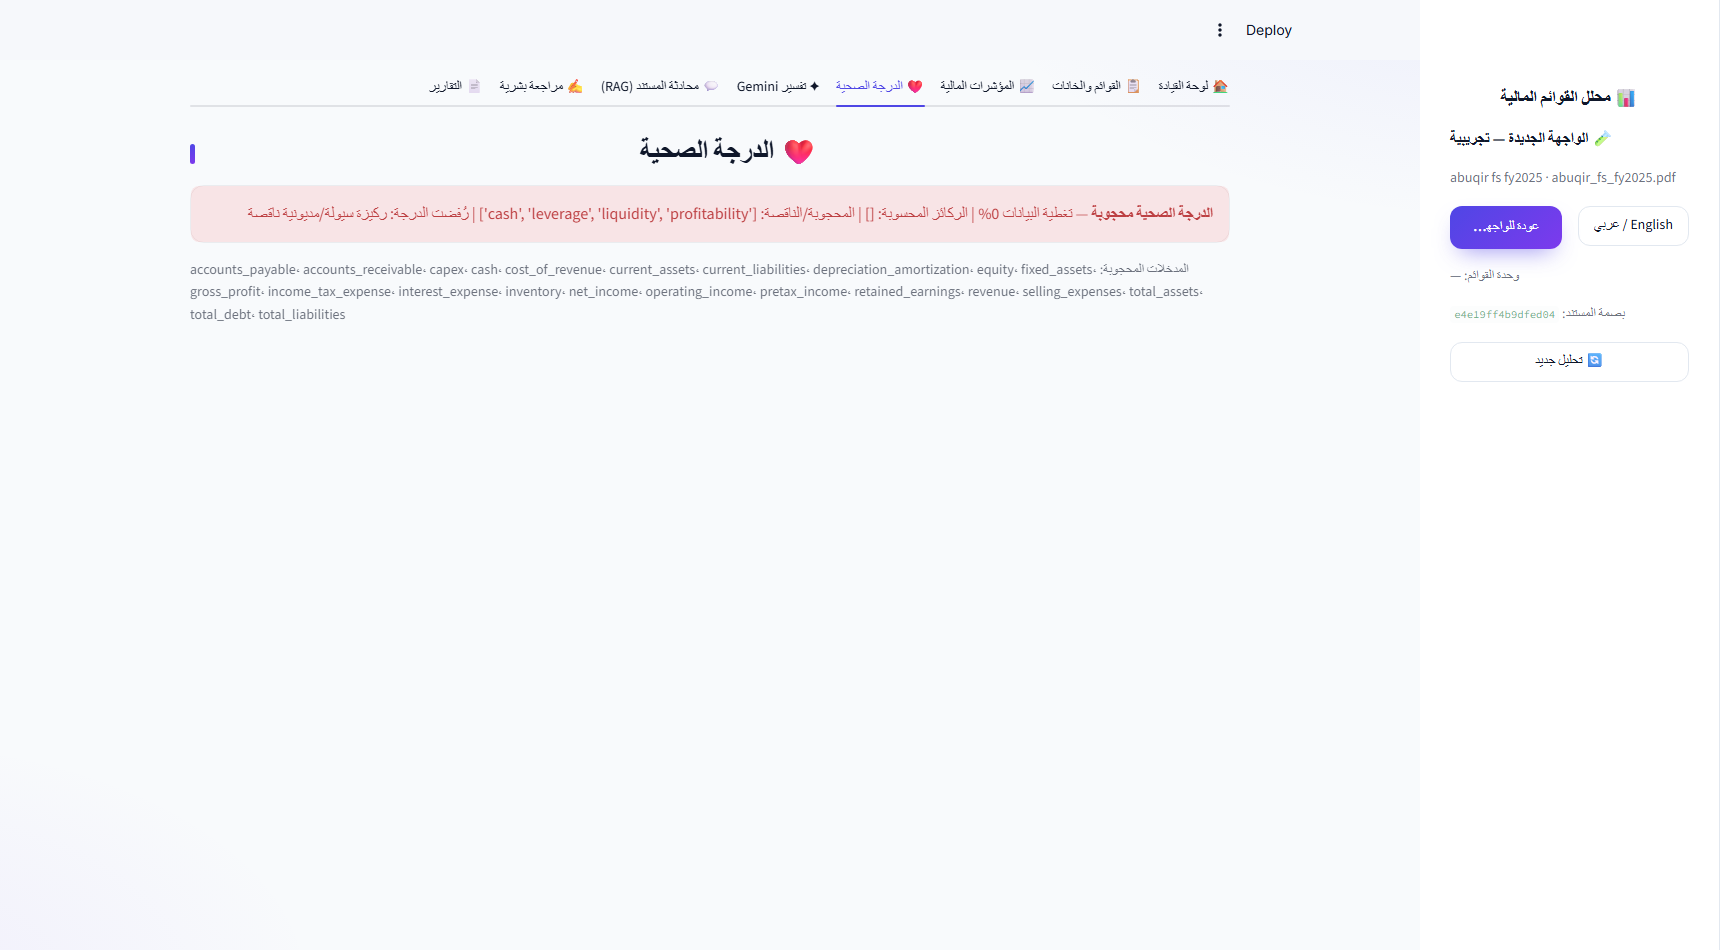 Deploy
🏠 لوحة القيادة
📋 القوائم والخانات
📈 المؤشرات المالية
❤️ الدرجة الصحية
✦ تفسير Gemini
💬 محادثة المستند (RAG)
✍️ مراجعة بشرية
📄 التقارير
❤️ الدرجة الصحية
الدرجة الصحية محجوبة — تغطية البيانات 0% | الركائز المحسوبة: [] | المحجوبة/الناقصة: ['cash', 'leverage', 'liquidity', 'profitability'] | رُفضت الدرجة: ركيزة سيولة/مديونية ناقصة
المدخلات المحجوبة: accounts_payable، accounts_receivable، capex، cash، cost_of_revenue، current_assets، current_liabilities، depreciation_amortization، equity، fixed_assets،
gross_profit، income_tax_expense، interest_expense، inventory، net_income، operating_income، pretax_income، retained_earnings، revenue، selling_expenses، total_assets،
total_debt، total_liabilities
📊 محلل القوائم المالية
🧪 الواجهة الجديدة — تجريبية
abuqir fs fy2025 · abuqir_fs_fy2025.pdf
عربي / English
عودة للواجه...
وحدة القوائم: —
بصمة المستند: e4e19ff4b9dfed04
🔄 تحليل جديد